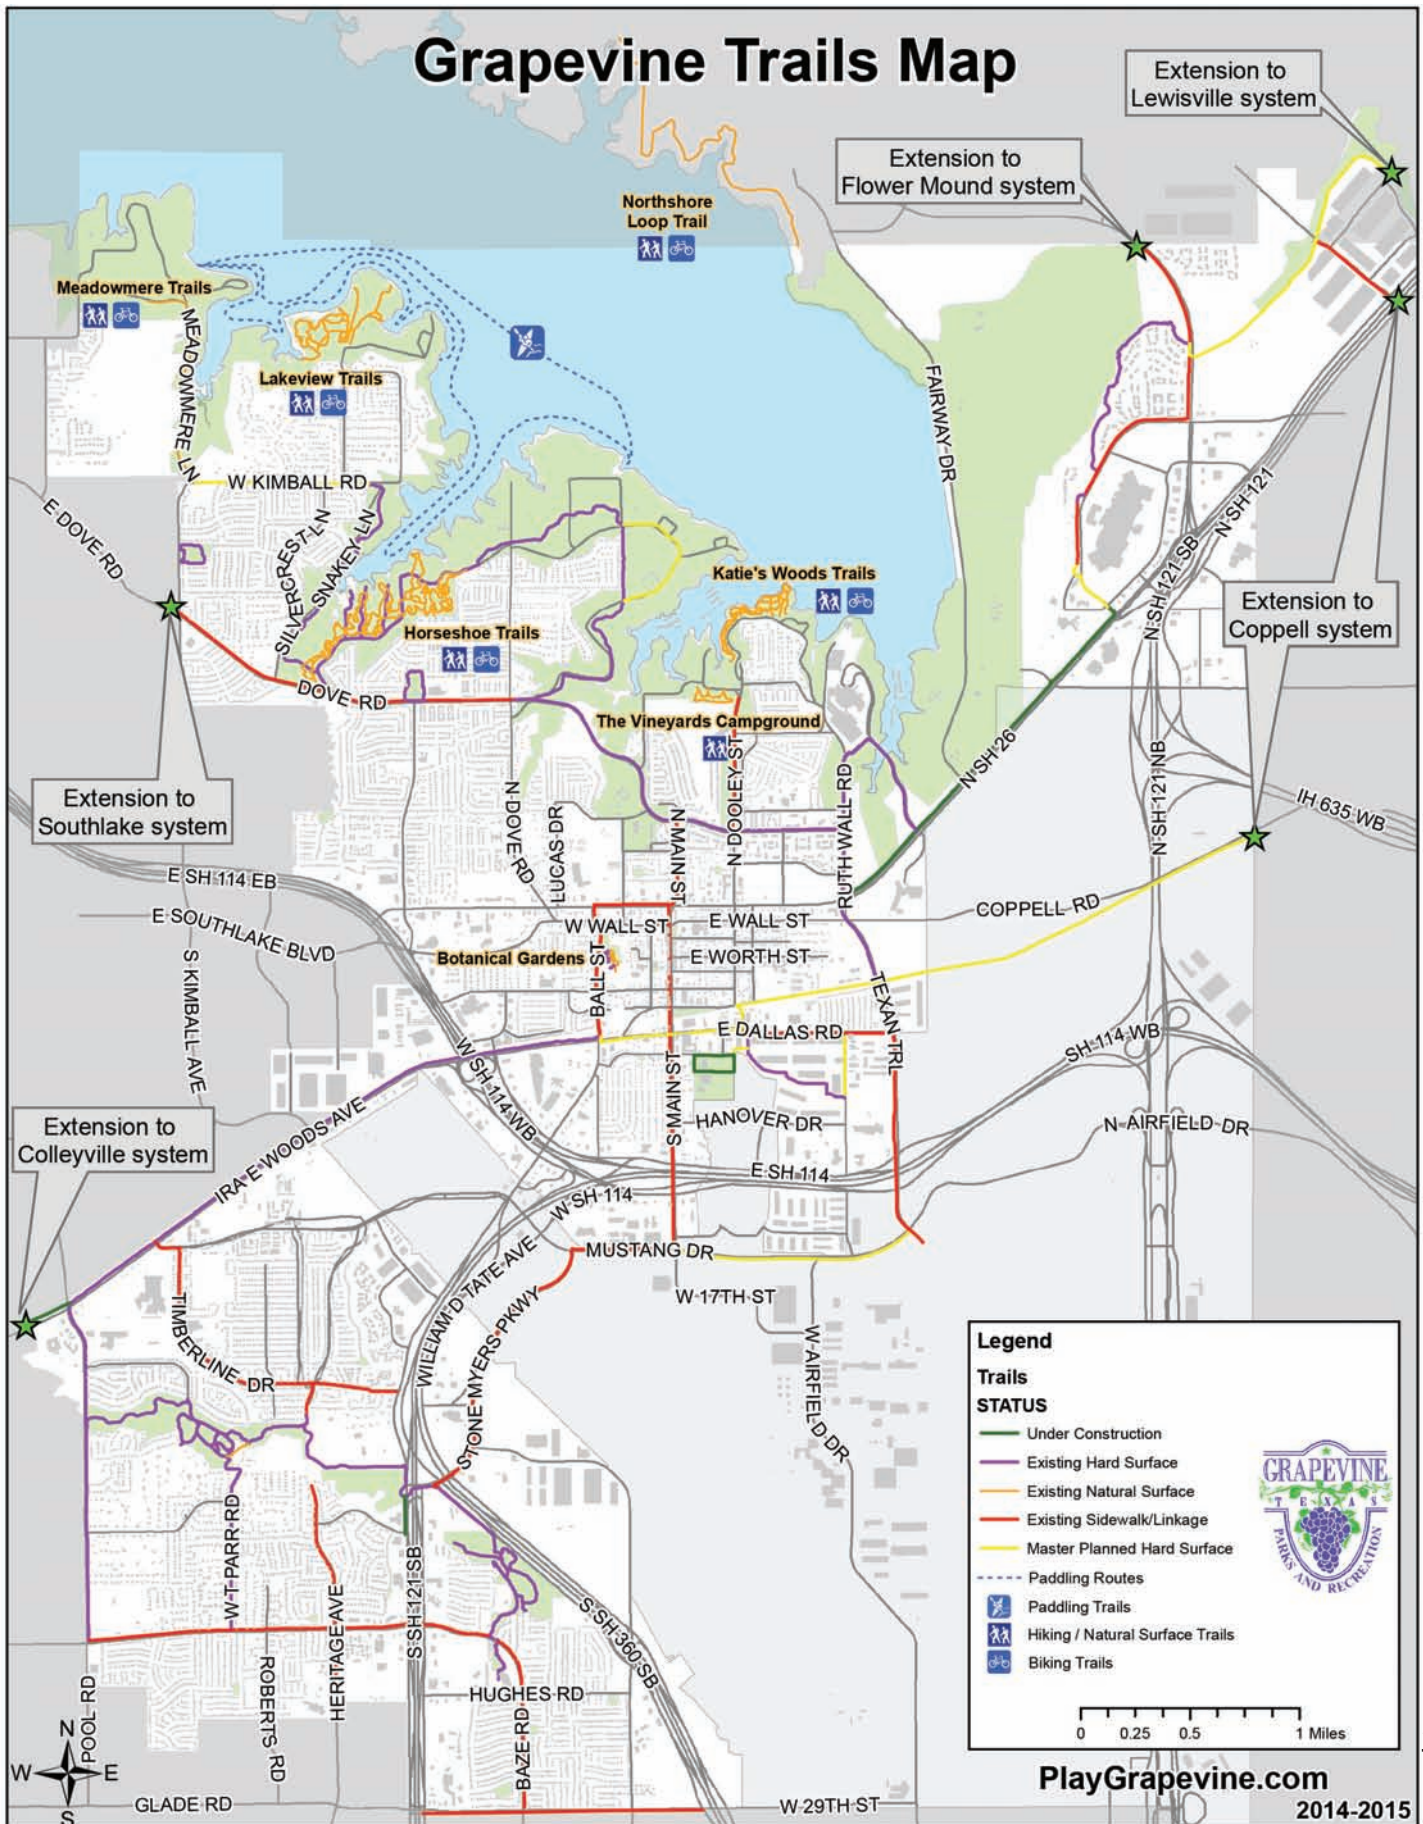 Grapevine Trails Map
Extension to
Lewisville system
Extension to
Flower Mound system
Northshore
Loop Trail
Meadowmere Trails
MEADOWMERE LN
Lakeview Trails
FAIRWAY DR
W KIMBALL RD
E DOVE RD
SILVERCREST LN
SNAKEY LN
N SH 121
N SH 121 SB
Katie's Woods Trails
Extension to
Coppell system
Horseshoe Trails
DOVE RD
The Vineyards Campground
N SH 26
N SH 121 NB
Extension to
Southlake system
N DOVE RD
LUCAS DR
N MAIN ST
N DOOLEY ST
RUTH WALL RD
IH 635 WB
E SH 114 EB
E SOUTHLAKE BLVD
S KIMBALL AVE
W WALL ST
E WALL ST
COPPELL RD
Botanical Gardens
BALL ST
E WORTH ST
TEXAN TRL
E DALLAS RD
W SH 114 WB
SH 114 WB
S MAIN ST
HANOVER DR
N AIRFIELD DR
Extension to
Colleyville system
IRA E WOODS AVE
E SH 114
W SH 114
MUSTANG DR
WILLIAM D TATE AVE
STONE MYERS PKWY
W 17TH ST
TIMBERLINE DR
W AIRFIELD DR
Legend
Trails
STATUS
Under Construction
Existing Hard Surface
Existing Natural Surface
Existing Sidewalk/Linkage
Master Planned Hard Surface
Paddling Routes
Paddling Trails
Hiking / Natural Surface Trails
Biking Trails
GRAPEVINE
TEXAS
PARKS AND RECREATION
0 0.25 0.5 1 Miles
W T PARR RD
HERITAGE AVE
S SH 121 SB
S SH 360 SB
POOL RD
ROBERTS RD
HUGHES RD
BAZE RD
N
W E
S
GLADE RD
W 29TH ST
PlayGrapevine.com
2014-2015